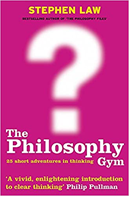 STEPHEN LAW
BESTSELLING AUTHOR OF THE PHILOSOPHY FILES
?
The
Philosophy
25 short adventures in thinking
Gym
'A vivid, enlightening introduction
to clear thinking' Philip Pullman